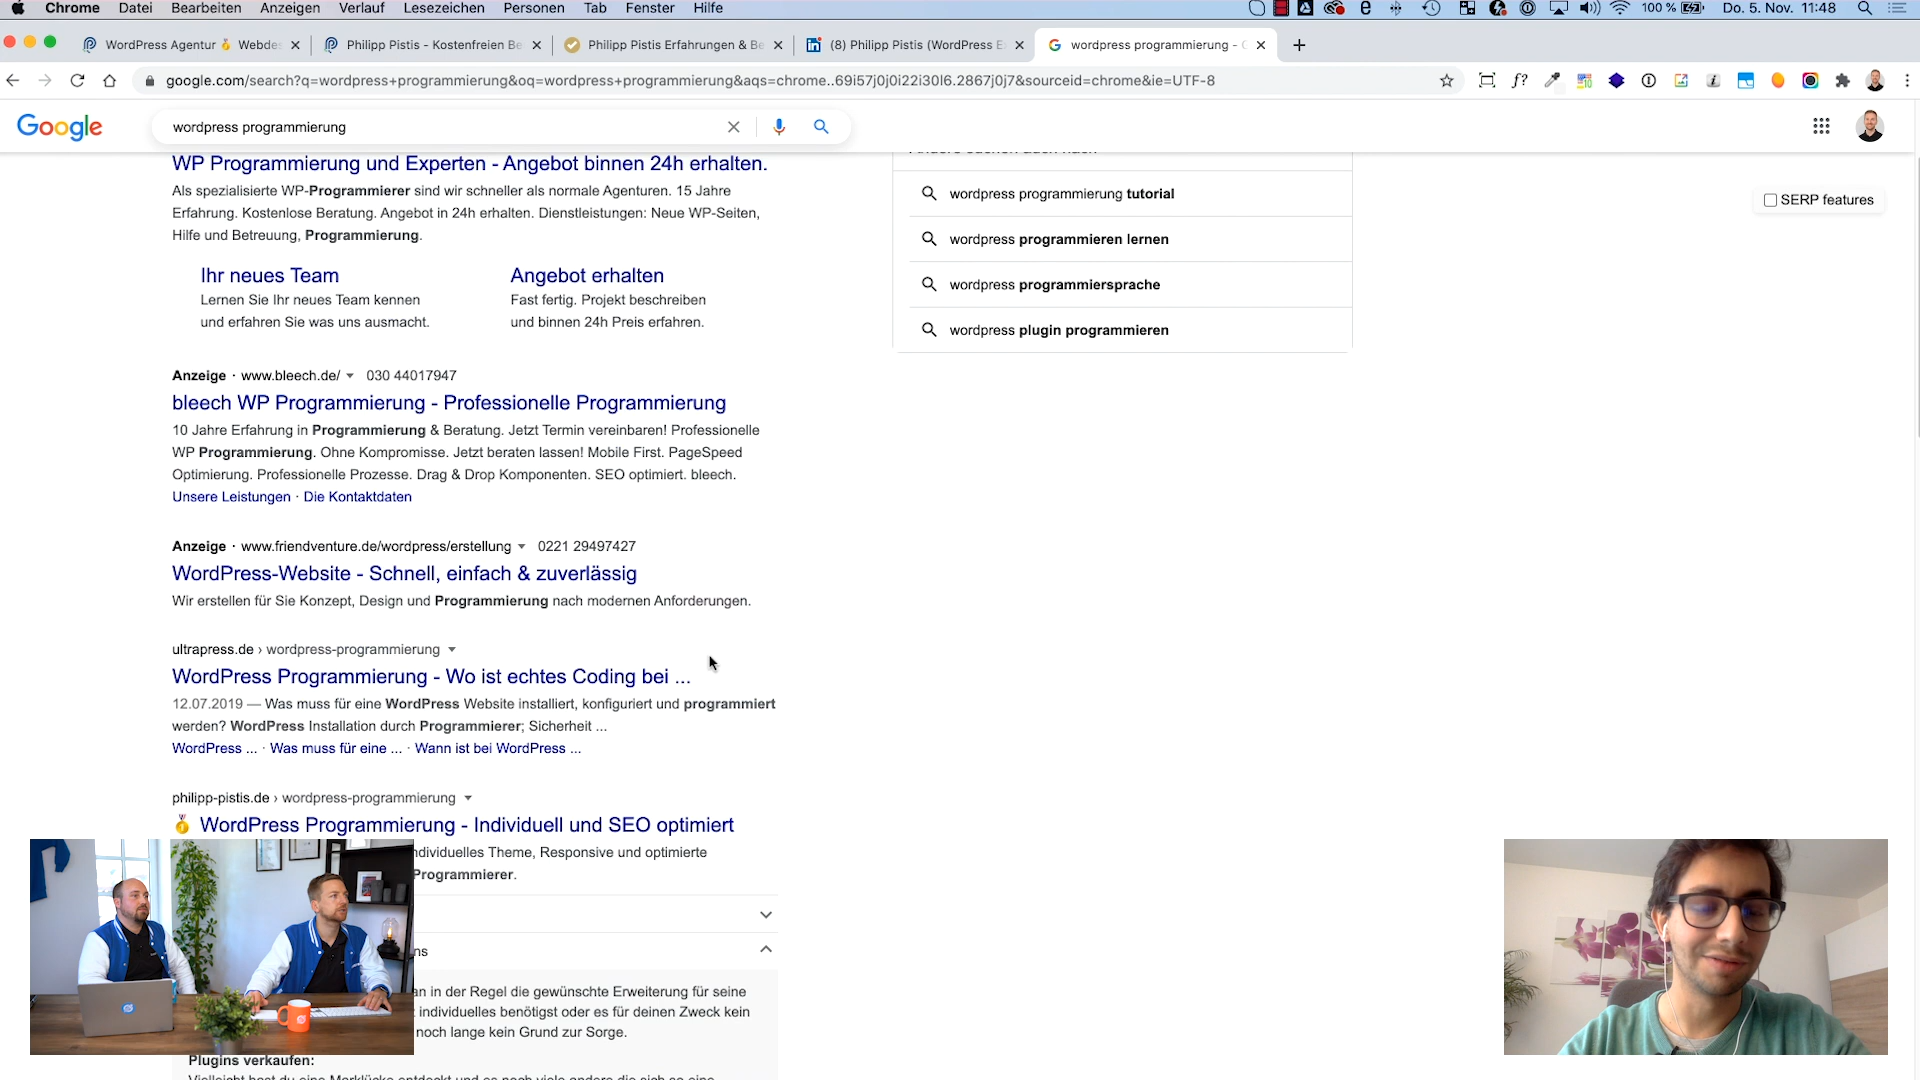 Chrome Datei Bearbeiten Anzeigen Verlauf Lesezeichen Personen Tab Fenster Hilfe 100 % Do. 5. Nov. 11:48
WordPress Agentur 🥇 Webdes
Philipp Pistis - Kostenfreien Be
Philipp Pistis Erfahrungen & Be
(8) Philipp Pistis (WordPress E
wordpress programmierung - G
google.com/search?q=wordpress+programmierung&oq=wordpress+programmierung&aqs=chrome..69i57j0j0i22i30l6.2867j0j7&sourceid=chrome&ie=UTF-8
Google
wordpress programmierung
WP Programmierung und Experten - Angebot binnen 24h erhalten.
Als spezialisierte WP-Programmierer sind wir schneller als normale Agenturen. 15 Jahre
Erfahrung. Kostenlose Beratung. Angebot in 24h erhalten. Dienstleistungen: Neue WP-Seiten,
Hilfe und Betreuung, Programmierung.
Ihr neues Team
Lernen Sie Ihr neues Team kennen
und erfahren Sie was uns ausmacht.
Angebot erhalten
Fast fertig. Projekt beschreiben
und binnen 24h Preis erfahren.
Anzeige · www.bleech.de/ 030 44017947
bleech WP Programmierung - Professionelle Programmierung
10 Jahre Erfahrung in Programmierung & Beratung. Jetzt Termin vereinbaren! Professionelle
WP Programmierung. Ohne Kompromisse. Jetzt beraten lassen! Mobile First. PageSpeed
Optimierung. Professionelle Prozesse. Drag & Drop Komponenten. SEO optimiert. bleech.
Unsere Leistungen · Die Kontaktdaten
Anzeige · www.friendventure.de/wordpress/erstellung 0221 29497427
WordPress-Website - Schnell, einfach & zuverlässig
Wir erstellen für Sie Konzept, Design und Programmierung nach modernen Anforderungen.
ultrapress.de › wordpress-programmierung
WordPress Programmierung - Wo ist echtes Coding bei ...
12.07.2019 — Was muss für eine WordPress Website installiert, konfiguriert und programmiert
werden? WordPress Installation durch Programmierer; Sicherheit ...
WordPress ... · Was muss für eine ... · Wann ist bei WordPress ...
philipp-pistis.de › wordpress-programmierung
🥇 WordPress Programmierung - Individuell und SEO optimiert
ndividuelles Theme, Responsive und optimierte
Programmierer.
ns
an in der Regel die gewünschte Erweiterung für seine
individuelles benötigst oder es für deinen Zweck kein
noch lange kein Grund zur Sorge.
Plugins verkaufen:
wordpress programmierung tutorial
wordpress programmieren lernen
wordpress programmiersprache
wordpress plugin programmieren
SERP features